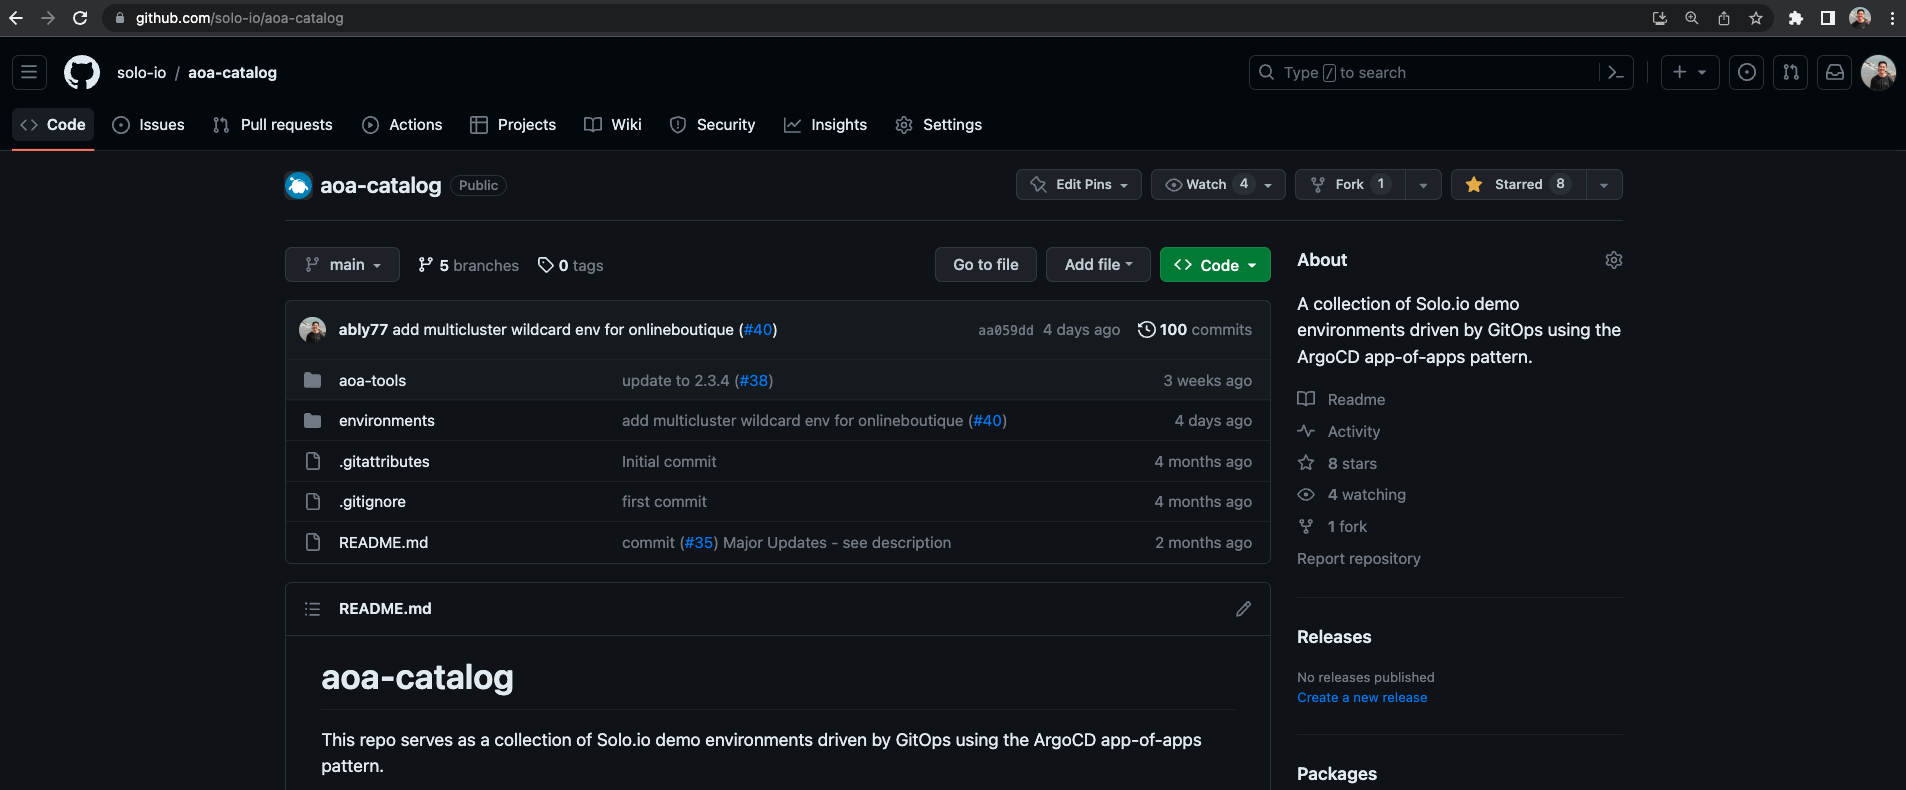 github.com/solo-io/aoa-catalog
solo-io / aoa-catalog
Type / to search
Code Issues Pull requests Actions Projects Wiki Security Insights Settings
aoa-catalog Public
Edit Pins Watch 4 Fork 1 Starred 8
main 5 branches 0 tags Go to file Add file Code
ably77 add multicluster wildcard env for onlineboutique (#40) aa059dd 4 days ago 100 commits
aoa-tools update to 2.3.4 (#38) 3 weeks ago
environments add multicluster wildcard env for onlineboutique (#40) 4 days ago
.gitattributes Initial commit 4 months ago
.gitignore first commit 4 months ago
README.md commit (#35) Major Updates - see description 2 months ago
README.md
aoa-catalog
This repo serves as a collection of Solo.io demo environments driven by GitOps using the ArgoCD app-of-apps
pattern.
About
A collection of Solo.io demo
environments driven by GitOps using the
ArgoCD app-of-apps pattern.
Readme
Activity
8 stars
4 watching
1 fork
Report repository
Releases
No releases published
Create a new release
Packages